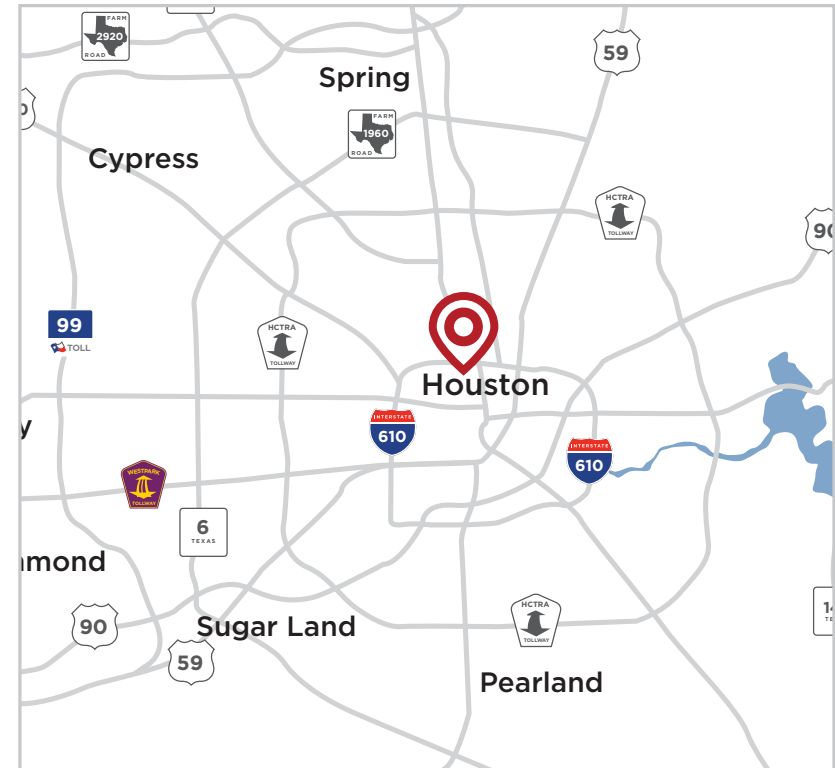 FARM
2920
ROAD
59
Spring
FARM
1960
ROAD
Cypress
HCTRA
TOLLWAY
99
TOLL
HCTRA
TOLLWAY
Houston
INTERSTATE
610
INTERSTATE
610
WESTPARK
TOLLWAY
6
TEXAS
mond
90
Sugar Land
59
HCTRA
TOLLWAY
Pearland